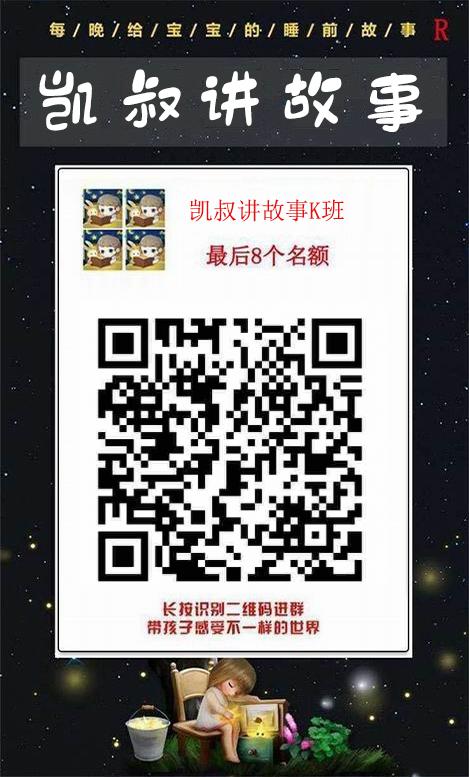 每/晚/给/宝/宝/的/睡/前/故/事 R
凯叔讲故事
凯叔讲故事K班
最后8个名额
长按识别二维码进群
带孩子感受不一样的世界